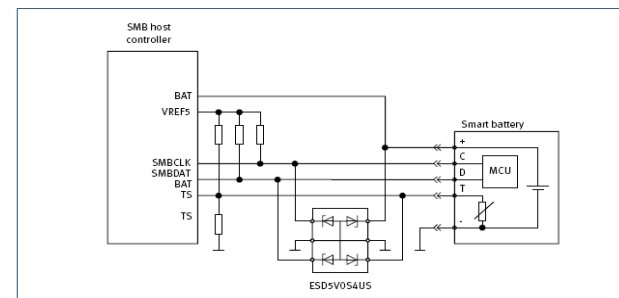 SMB host
controller
BAT
VREF5
Smart battery
+
SMBCLK
C
SMBDAT
D
MCU
BAT
TS
T
TS
-
ESD5V0S4US